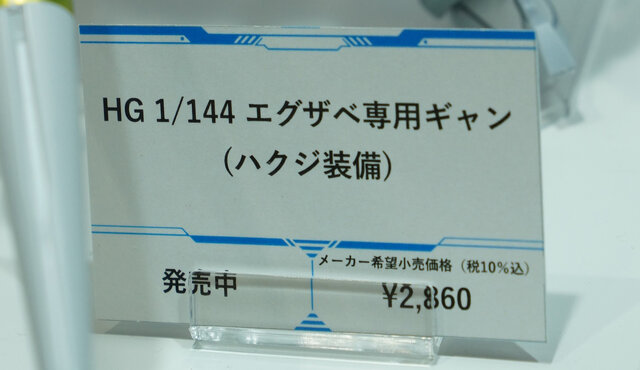 HG 1/144 エグザベ専用ギャン
(ハクジ装備)
発売中
メーカー希望小売価格（税10%込）
¥2,860